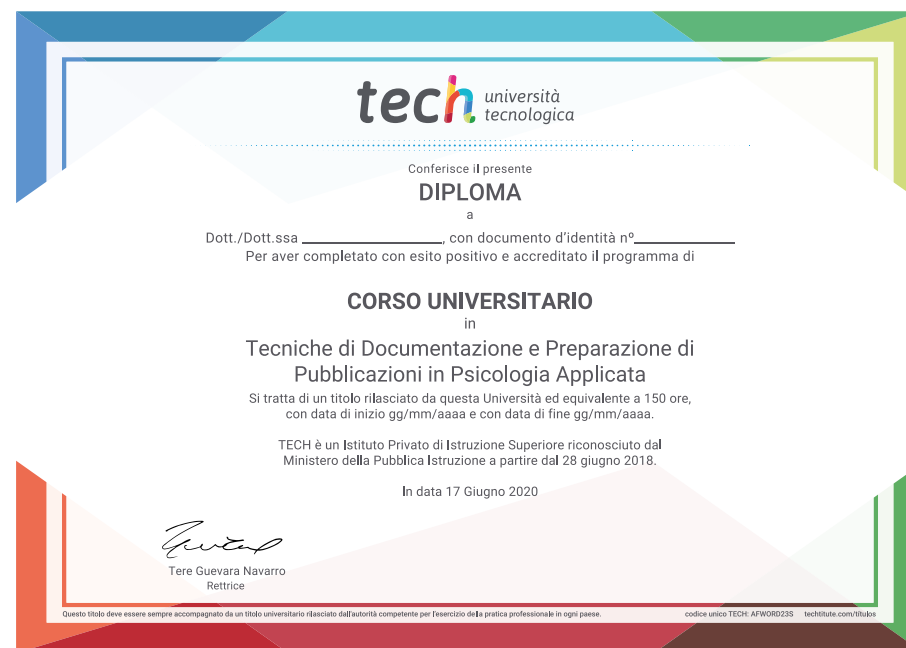 tech università
tecnologica
Conferisce il presente
DIPLOMA
a
Dott./Dott.ssa ________________, con documento d'identità nº____________
Per aver completato con esito positivo e accreditato il programma di
CORSO UNIVERSITARIO
in
Tecniche di Documentazione e Preparazione di
Pubblicazioni in Psicologia Applicata
Si tratta di un titolo rilasciato da questa Università ed equivalente a 150 ore,
con data di inizio gg/mm/aaaa e con data di fine gg/mm/aaaa.
TECH è un Istituto Privato di Istruzione Superiore riconosciuto dal
Ministero della Pubblica Istruzione a partire dal 28 giugno 2018.
In data 17 Giugno 2020
Tere Guevara Navarro
Rettrice
Questo titolo deve essere sempre accompagnato da un titolo universitario rilasciato dall'autorità competente per l'esercizio della pratica professionale in ogni paese. codice unico TECH: AFWORD23S techtitute.com/títulos